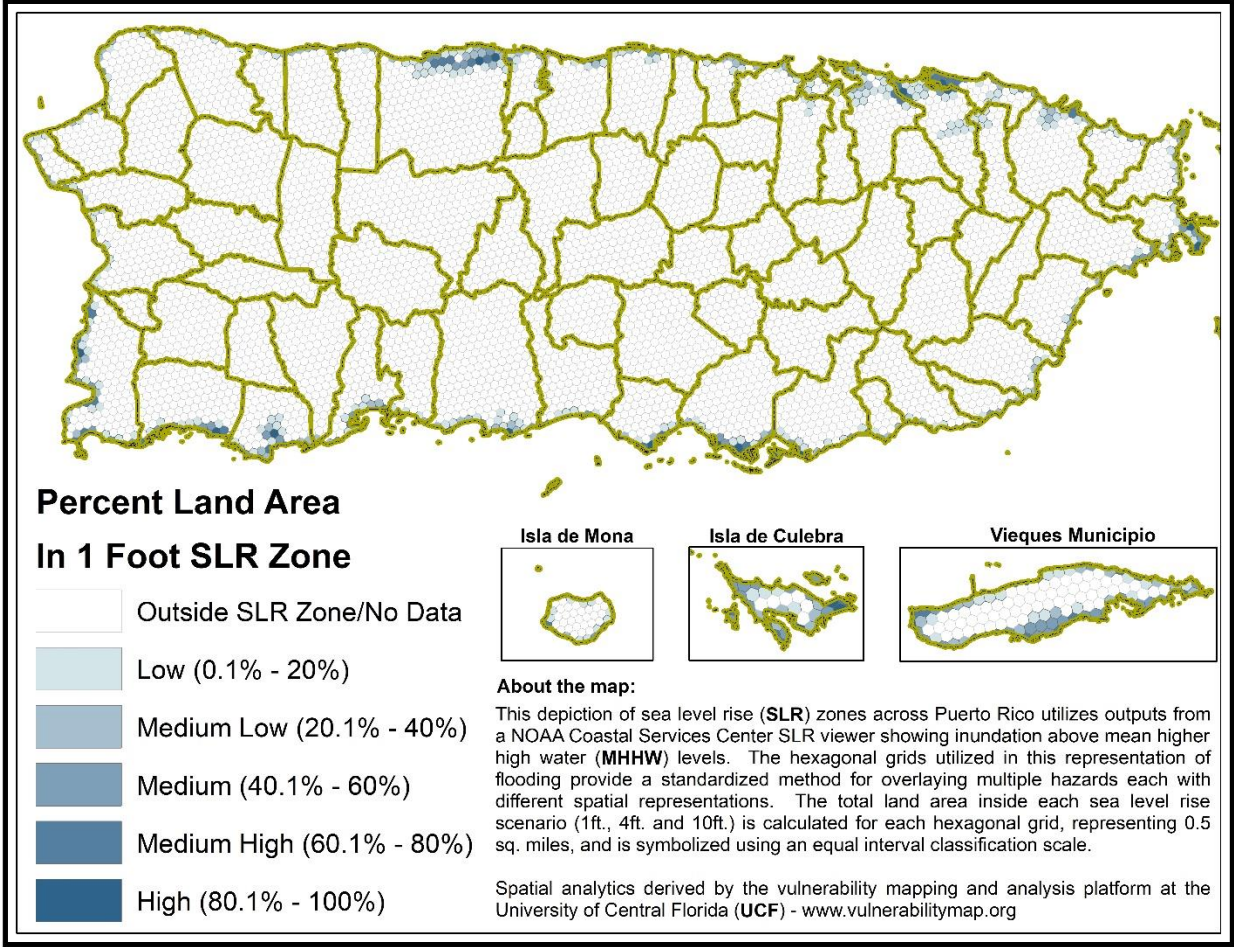 Percent Land Area
In 1 Foot SLR Zone
Outside SLR Zone/No Data
Low (0.1% - 20%)
Medium Low (20.1% - 40%)
Medium (40.1% - 60%)
Medium High (60.1% - 80%)
High (80.1% - 100%)
Isla de Mona
Isla de Culebra
Vieques Municipio
About the map:
This depiction of sea level rise (SLR) zones across Puerto Rico utilizes outputs from
a NOAA Coastal Services Center SLR viewer showing inundation above mean higher
high water (MHHW) levels. The hexagonal grids utilized in this representation of
flooding provide a standardized method for overlaying multiple hazards each with
different spatial representations. The total land area inside each sea level rise
scenario (1ft., 4ft. and 10ft.) is calculated for each hexagonal grid, representing 0.5
sq. miles, and is symbolized using an equal interval classification scale.
Spatial analytics derived by the vulnerability mapping and analysis platform at the
University of Central Florida (UCF) - www.vulnerabilitymap.org